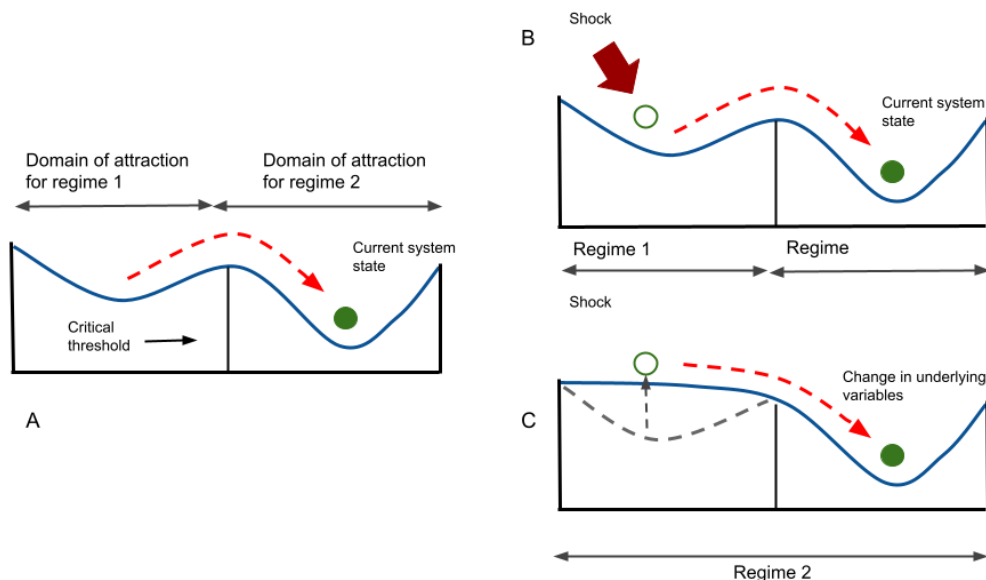 Domain of attraction
for regime 1
Domain of attraction
for regime 2
Current system
state
Critical
threshold
A
B
Shock
Current system
state
Regime 1
Regime
Shock
Change in underlying
variables
C
Regime 2